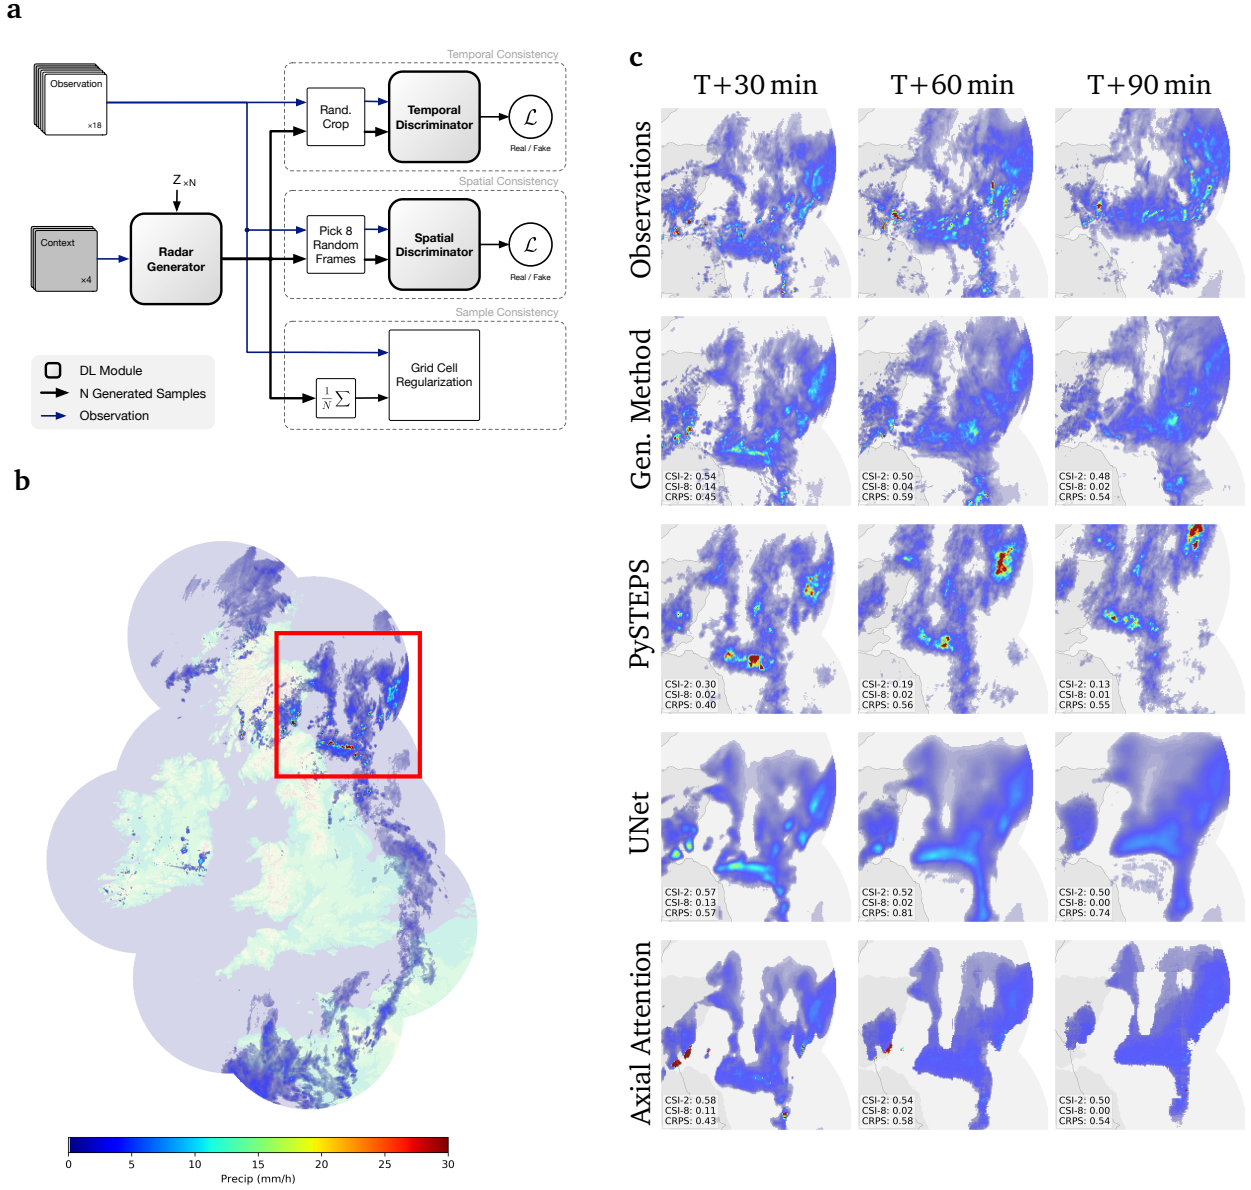 a
Temporal Consistency
Observation
×18
Rand.
Crop
Temporal
Discriminator
ℒ
Real / Fake
Spatial Consistency
Z ×N
Context
×4
Radar
Generator
Pick 8
Random
Frames
Spatial
Discriminator
ℒ
Real / Fake
Sample Consistency
Grid Cell
Regularization
1/N ∑
DL Module
N Generated Samples
Observation
b
0 5 10 15 20 25 30
Precip (mm/h)
c
T+30 min T+60 min T+90 min
Observations
Gen. Method
CSI-2: 0.54
CSI-8: 0.14
CRPS: 0.45
CSI-2: 0.50
CSI-8: 0.04
CRPS: 0.59
CSI-2: 0.48
CSI-8: 0.02
CRPS: 0.54
PySTEPS
CSI-2: 0.30
CSI-8: 0.02
CRPS: 0.40
CSI-2: 0.19
CSI-8: 0.02
CRPS: 0.56
CSI-2: 0.13
CSI-8: 0.01
CRPS: 0.55
UNet
CSI-2: 0.57
CSI-8: 0.13
CRPS: 0.57
CSI-2: 0.52
CSI-8: 0.02
CRPS: 0.81
CSI-2: 0.50
CSI-8: 0.00
CRPS: 0.74
Axial Attention
CSI-2: 0.58
CSI-8: 0.11
CRPS: 0.43
CSI-2: 0.54
CSI-8: 0.02
CRPS: 0.58
CSI-2: 0.50
CSI-8: 0.00
CRPS: 0.54